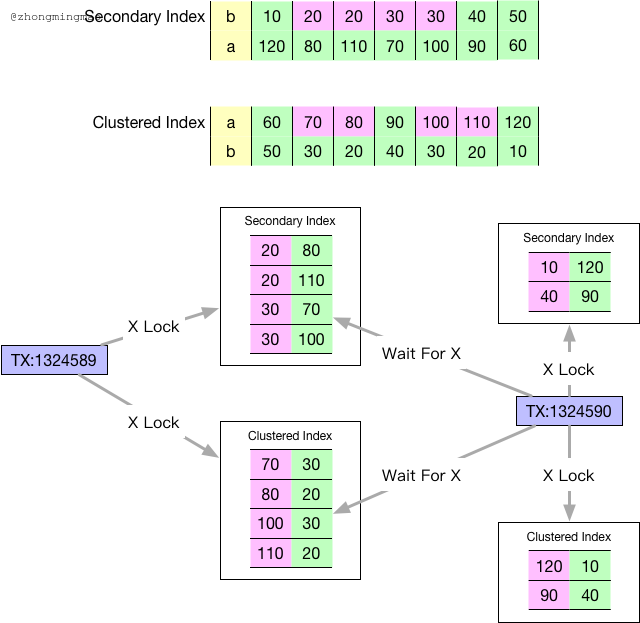 @zhongmingmao
Secondary Index b 10 20 20 30 30 40 50
a 120 80 110 70 100 90 60
Clustered Index a 60 70 80 90 100 110 120
b 50 30 20 40 30 20 10
Secondary Index
20 80
20 110
30 70
30 100
Secondary Index
10 120
40 90
X Lock
Wait For X
X Lock
TX:1324589
TX:1324590
X Lock
Wait For X
X Lock
Clustered Index
70 30
80 20
100 30
110 20
Clustered Index
120 10
90 40